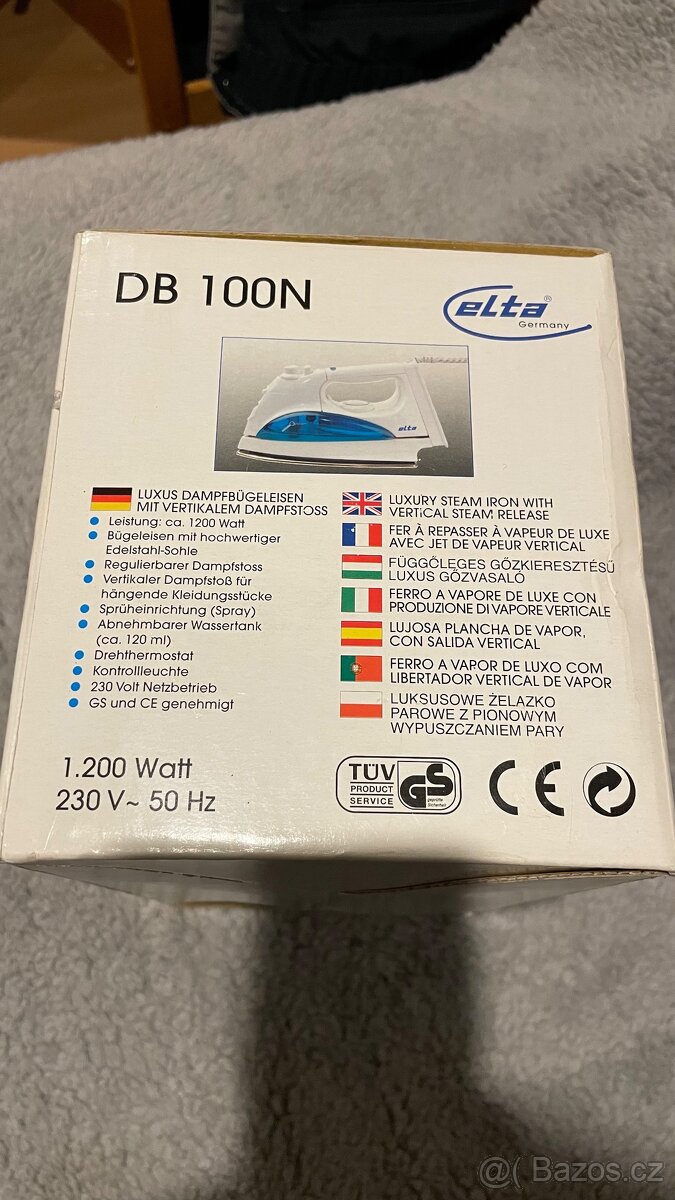 DB 100N
elta®
Germany
elta
LUXUS DAMPFBÜGELEISEN
MIT VERTIKALEM DAMPFSTOSS
Leistung: ca. 1200 Watt
Bügeleisen mit hochwertiger
Edelstahl-Sohle
Regulierbarer Dampfstoss
Vertikaler Dampfstoß für
hängende Kleidungsstücke
Sprüheinrichtung (Spray)
Abnehmbarer Wassertank
(ca. 120 ml)
Drehthermostat
Kontrolleuchte
230 Volt Netzbetrieb
GS und CE genehmigt
LUXURY STEAM IRON WITH
VERTICAL STEAM RELEASE
FER À REPASSER À VAPEUR DE LUXE
AVEC JET DE VAPEUR VERTICAL
FÜGGČLEGES GŐZKIERESZTÉSŰ
LUXUS GŐZVASALÓ
FERRO A VAPORE DE LUXE CON
PRODUZIONE DI VAPORE VERTICALE
LUJOSA PLANCHA DE VAPOR,
CON SALIDA VERTICAL
FERRO A VAPOR DE LUXO COM
LIBERTADOR VERTICAL DE VAPOR
LUKSUSOWE ŻELAZKO
PAROWE Z PIONOWYM
WYPUSZCZANIEM PARY
1.200 Watt
230 V~ 50 Hz
TÜV
PRODUCT
SERVICE
GS
geprüfte
Sicherheit
CE
@( Bazos.cz